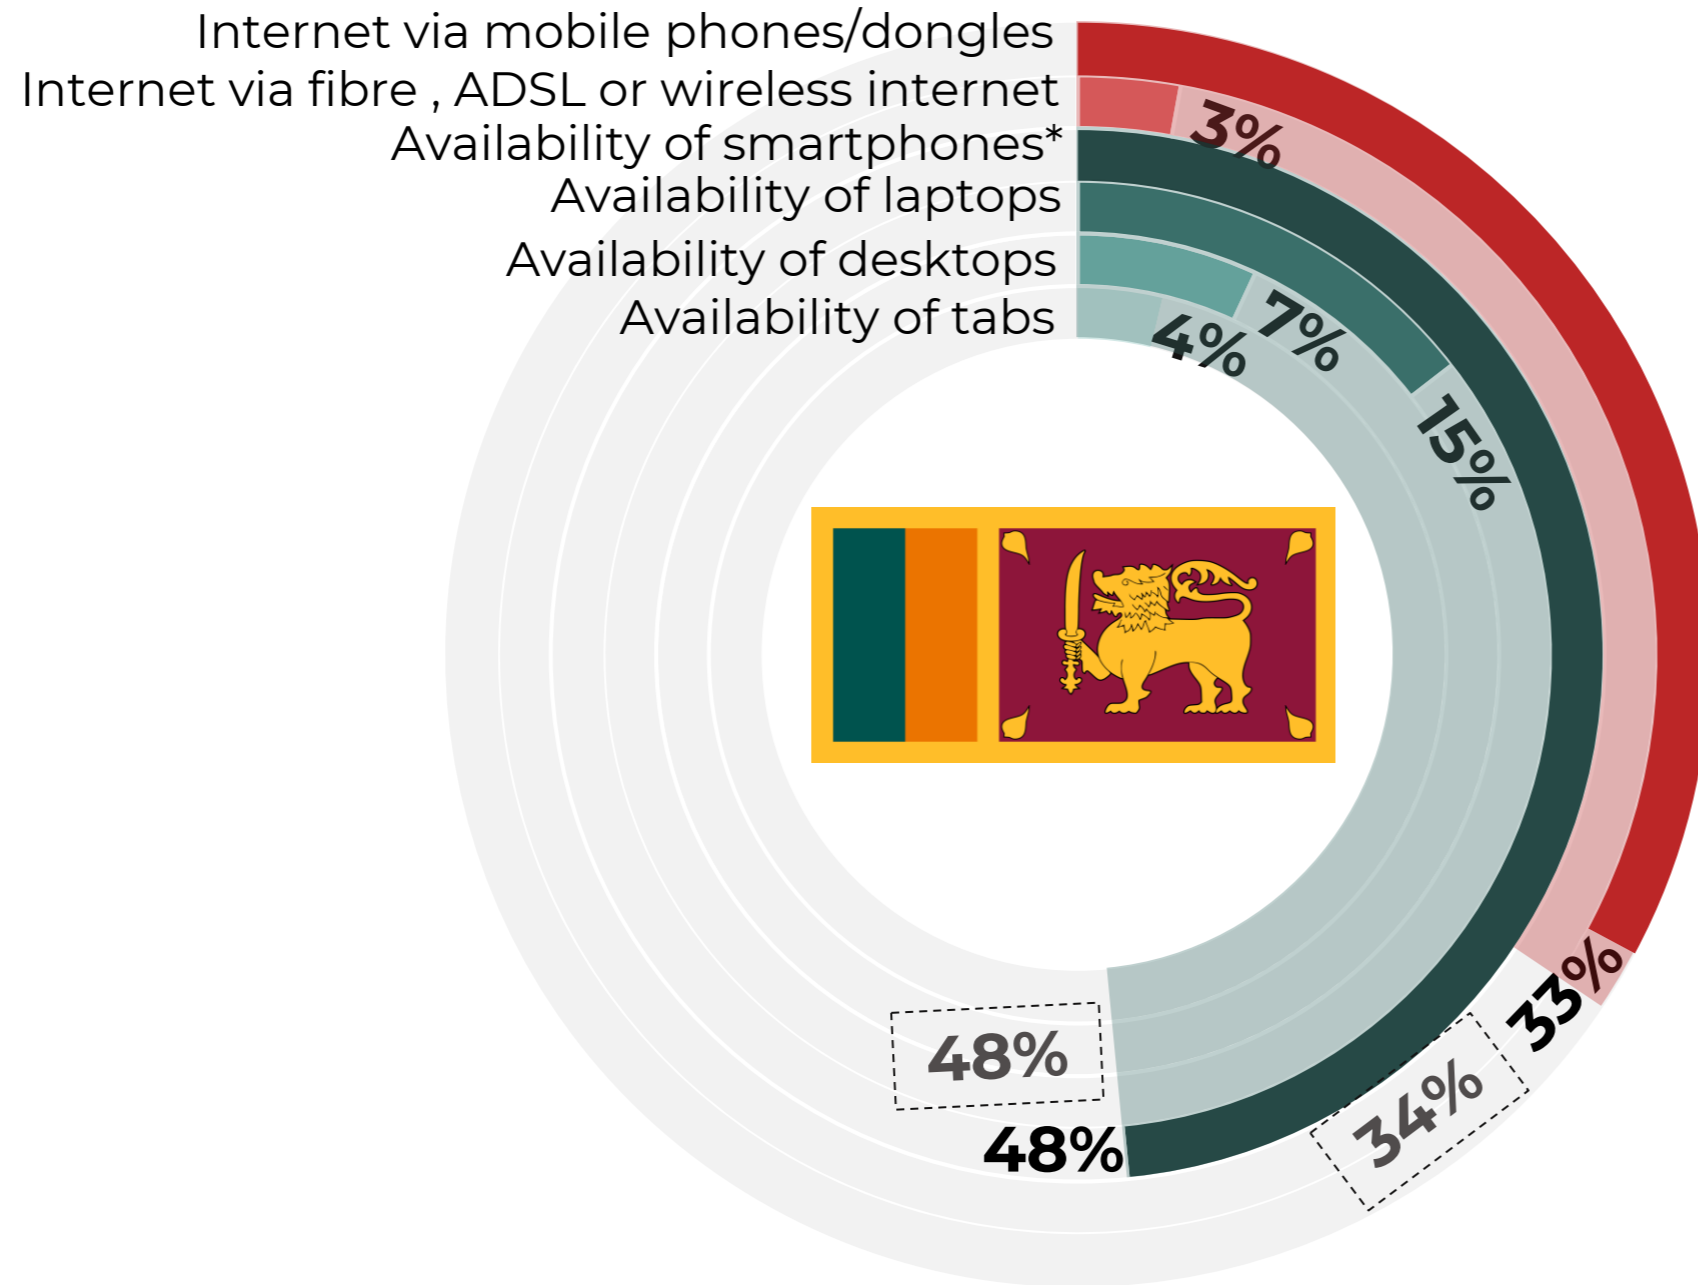 Internet via mobile phones/dongles
Internet via fibre , ADSL or wireless internet
Availability of smartphones*
Availability of laptops
Availability of desktops
Availability of tabs
3%
7%
4%
15%
33%
34%
48%
48%